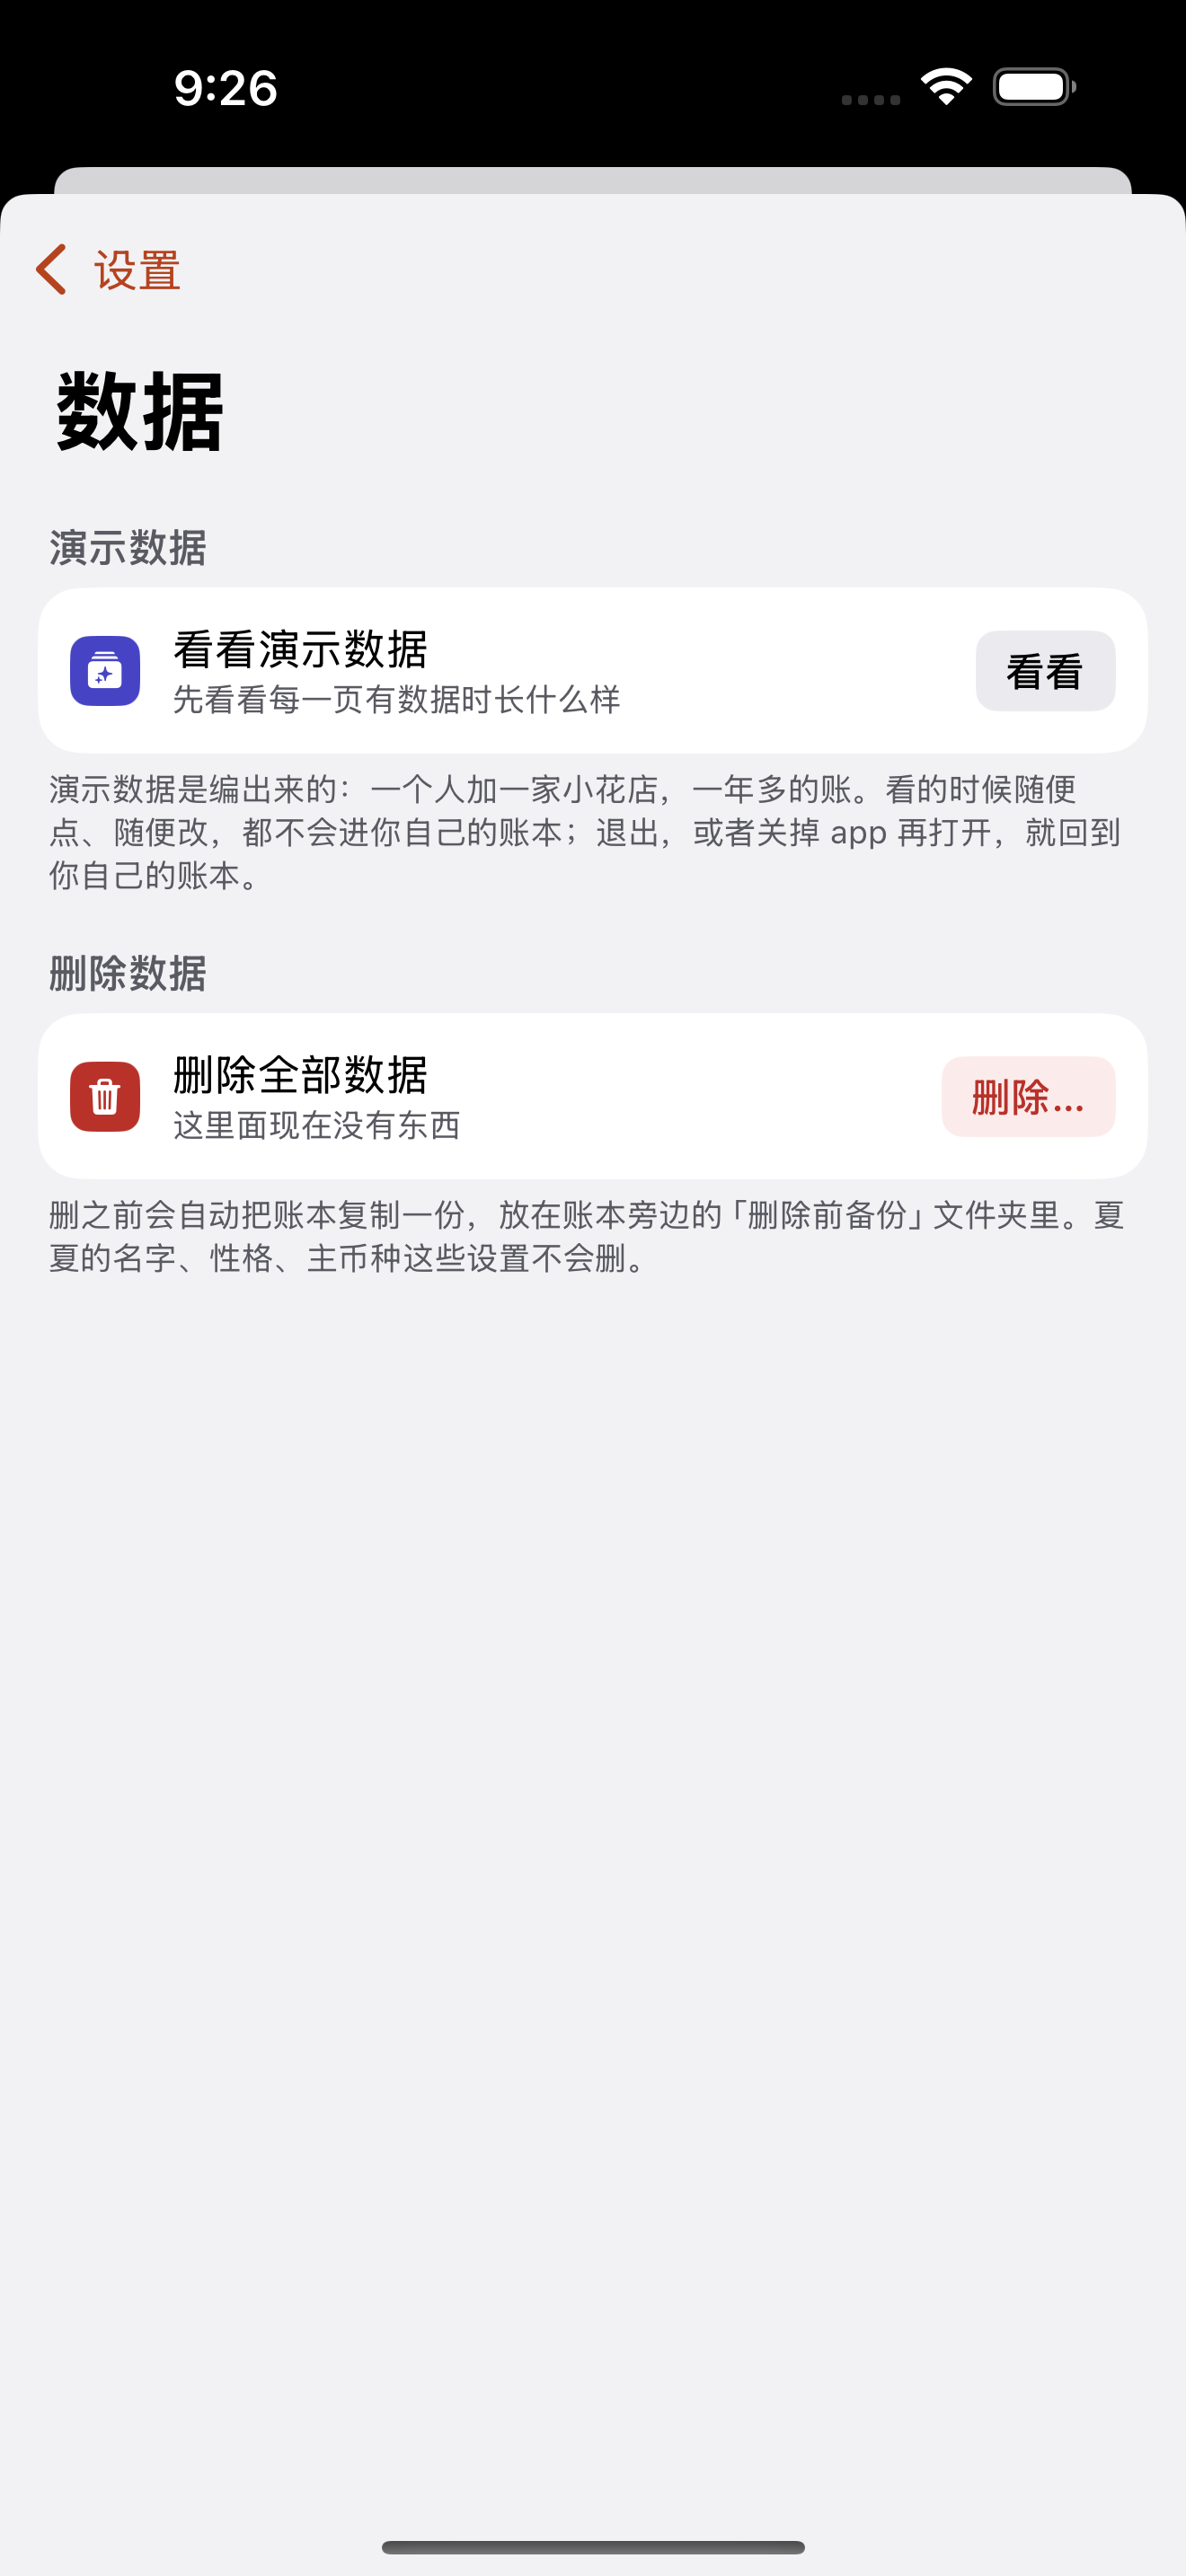 9:26
设置
数据
演示数据
看看演示数据
先看看每一页有数据时长什么样
看看
演示数据是编出来的：一个人加一家小花店，一年多的账。看的时候随便
点、随便改，都不会进你自己的账本；退出，或者关掉 app 再打开，就回到
你自己的账本。
删除数据
删除全部数据
这里面现在没有东西
删除…
删之前会自动把账本复制一份，放在账本旁边的「删除前备份」文件夹里。夏
夏的名字、性格、主币种这些设置不会删。